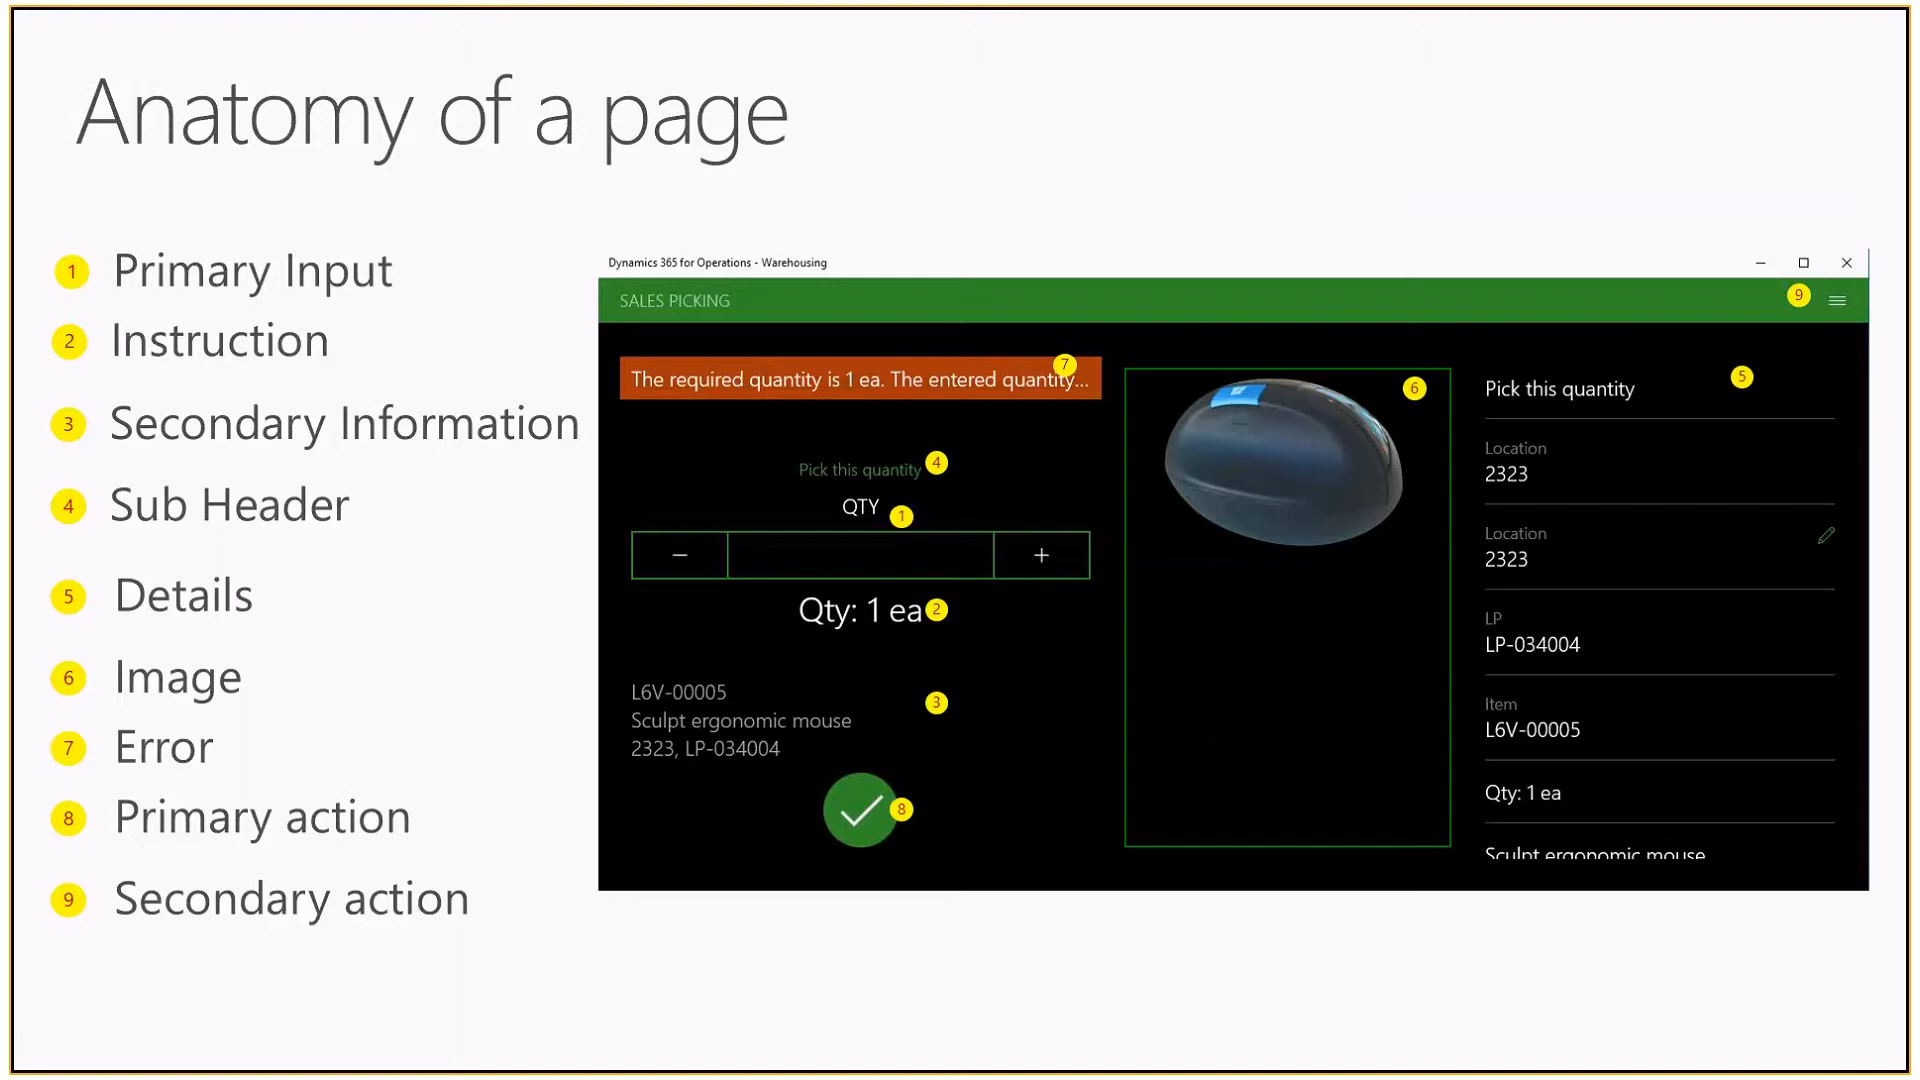 Anatomy of a page
1 Primary Input
2 Instruction
3 Secondary Information
4 Sub Header
5 Details
6 Image
7 Error
8 Primary action
9 Secondary action
Dynamics 365 for Operations - Warehousing
SALES PICKING
9
The required quantity is 1 ea. The entered quantity...
7
Pick this quantity 4
QTY 1
− +
Qty: 1 ea 2
L6V-00005
3
Sculpt ergonomic mouse
2323, LP-034004
8
6
5
Pick this quantity
Location
2323
Location
2323
LP
LP-034004
Item
L6V-00005
Qty: 1 ea
Sculpt ergonomic mouse